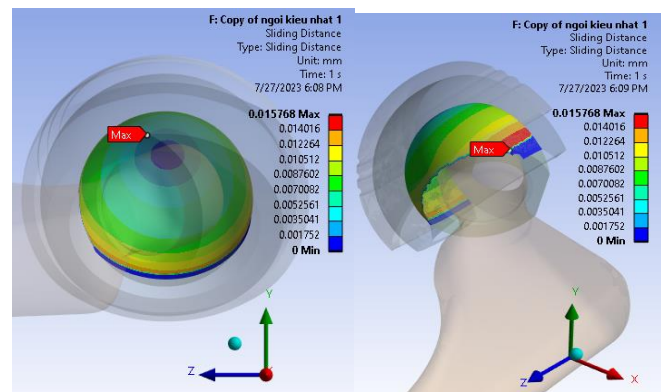 F: Copy of ngoi kieu nhat 1
Sliding Distance
Type: Sliding Distance
Unit: mm
Time: 1 s
7/27/2023 6:08 PM
0.015768 Max
0.014016
0.012264
0.010512
0.0087602
0.0070082
0.0052561
0.0035041
0.001752
0 Min
Max
Y
Z
F: Copy of ngoi kieu nhat 1
Sliding Distance
Type: Sliding Distance
Unit: mm
Time: 1 s
7/27/2023 6:09 PM
0.015768 Max
0.014016
0.012264
0.010512
0.0087602
0.0070082
0.0052561
0.0035041
0.001752
0 Min
Max
Y
Z
X